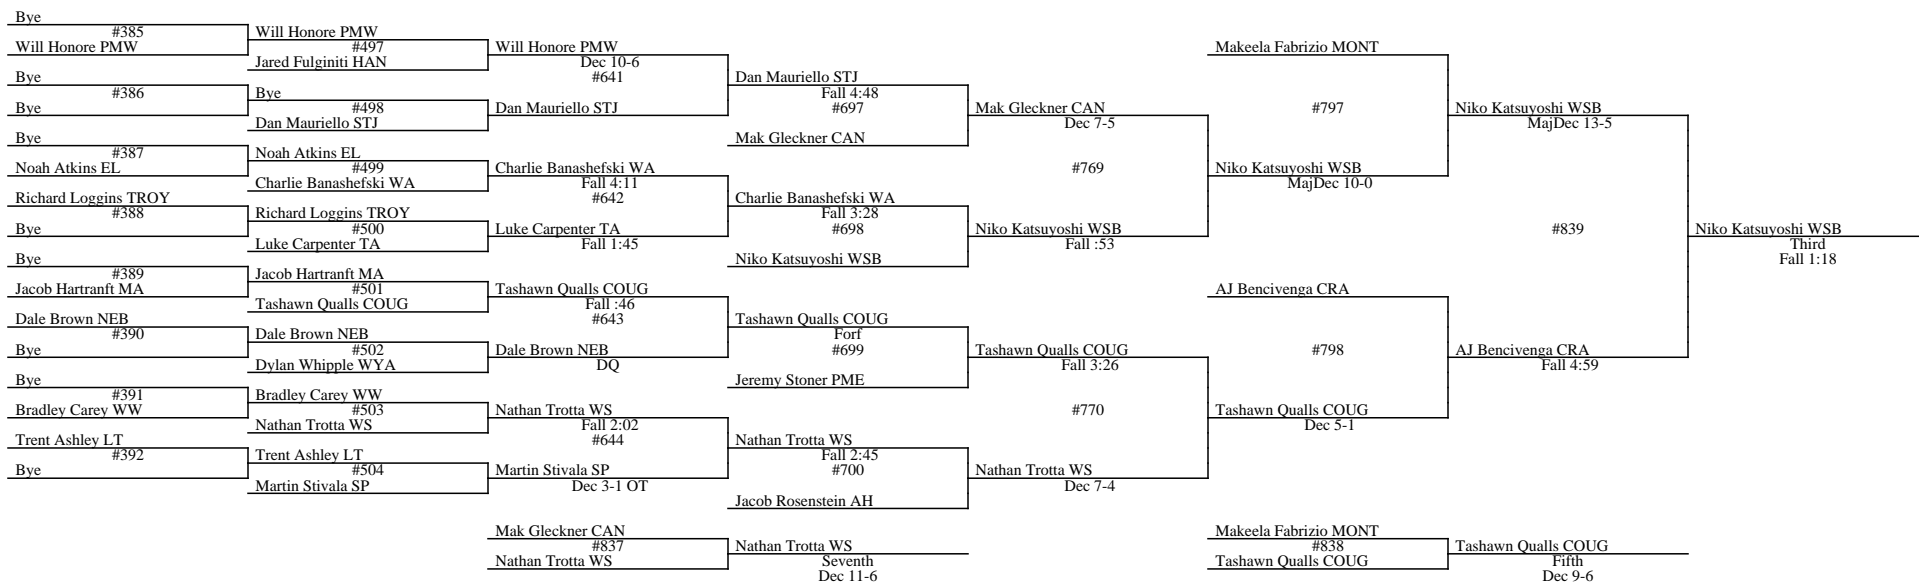 Bye
#385
Will Honore PMW
Bye
#386
Bye
Bye
#387
Noah Atkins EL
Richard Loggins TROY
#388
Bye
Bye
#389
Jacob Hartranft MA
Dale Brown NEB
#390
Bye
Bye
#391
Bradley Carey WW
Trent Ashley LT
#392
Bye
Will Honore PMW
#497
Jared Fulginiti HAN
Bye
#498
Dan Mauriello STJ
Noah Atkins EL
#499
Charlie Banashefski WA
Richard Loggins TROY
#500
Luke Carpenter TA
Jacob Hartranft MA
#501
Tashawn Qualls COUG
Dale Brown NEB
#502
Dylan Whipple WYA
Bradley Carey WW
#503
Nathan Trotta WS
Trent Ashley LT
#504
Martin Stivala SP
Will Honore PMW
Dec 10-6
#641
Dan Mauriello STJ
Charlie Banashefski WA
Fall 4:11
#642
Luke Carpenter TA
Fall 1:45
Tashawn Qualls COUG
Fall :46
#643
Dale Brown NEB
DQ
Nathan Trotta WS
Fall 2:02
#644
Martin Stivala SP
Dec 3-1 OT
Dan Mauriello STJ
Fall 4:48
#697
Mak Gleckner CAN
Charlie Banashefski WA
Fall 3:28
#698
Niko Katsuyoshi WSB
Tashawn Qualls COUG
Forf
#699
Jeremy Stoner PME
Nathan Trotta WS
Fall 2:45
#700
Jacob Rosenstein AH
Mak Gleckner CAN
Dec 7-5
#769
Niko Katsuyoshi WSB
Fall :53
Tashawn Qualls COUG
Fall 3:26
#770
Nathan Trotta WS
Dec 7-4
Makeela Fabrizio MONT
#797
Niko Katsuyoshi WSB
MajDec 10-0
AJ Bencivenga CRA
#798
Tashawn Qualls COUG
Dec 5-1
Niko Katsuyoshi WSB
MajDec 13-5
#839
AJ Bencivenga CRA
Fall 4:59
Niko Katsuyoshi WSB
Third
Fall 1:18
Mak Gleckner CAN
#837
Nathan Trotta WS
Nathan Trotta WS
Seventh
Dec 11-6
Makeela Fabrizio MONT
#838
Tashawn Qualls COUG
Tashawn Qualls COUG
Fifth
Dec 9-6